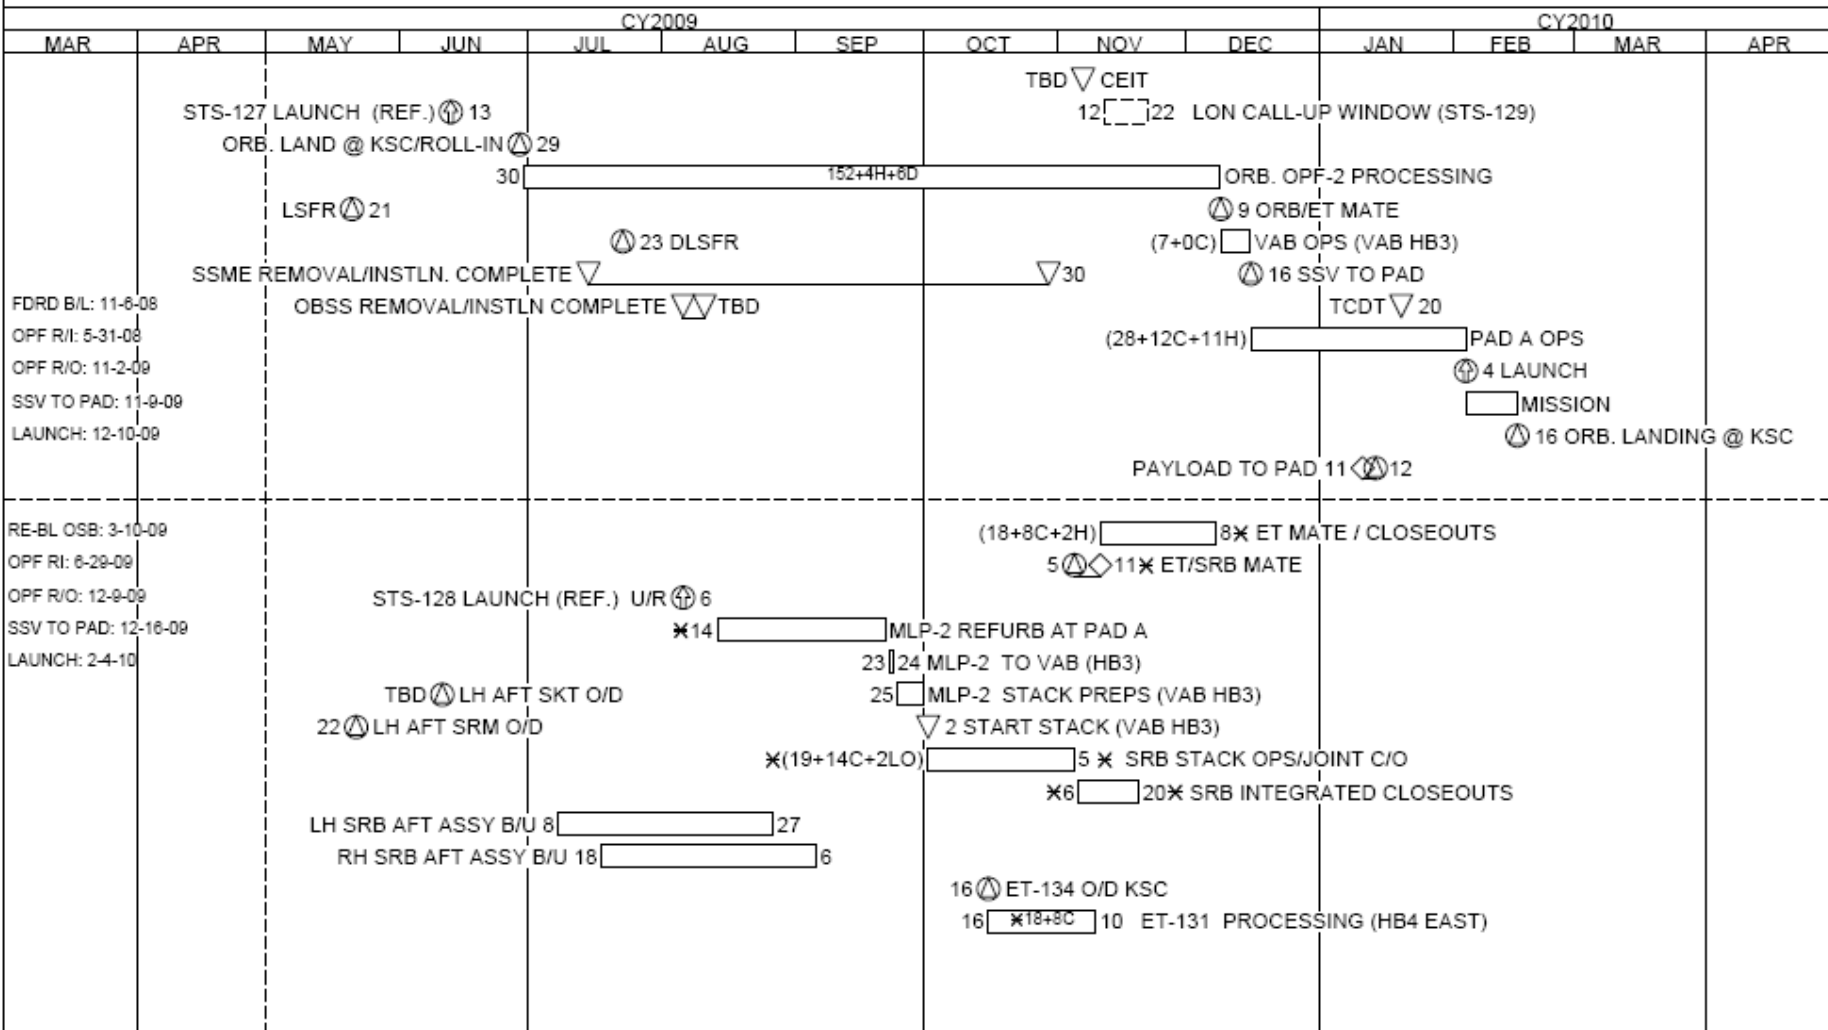 CY2009 CY2010
MAR APR MAY JUN JUL AUG SEP OCT NOV DEC JAN FEB MAR APR
TBD CEIT
STS-127 LAUNCH (REF.) 13 12 22 LON CALL-UP WINDOW (STS-129)
ORB. LAND @ KSC/ROLL-IN 29
30 152+4H+6D ORB. OPF-2 PROCESSING
LSFR 21 9 ORB/ET MATE
23 DLSFR (7+0C) VAB OPS (VAB HB3)
SSME REMOVAL/INSTLN. COMPLETE 30 16 SSV TO PAD
FDRD B/L: 11-6-08 OBSS REMOVAL/INSTLN COMPLETE TBD TCDT 20
OPF R/I: 5-31-08 (28+12C+11H) PAD A OPS
OPF R/O: 11-2-09 4 LAUNCH
SSV TO PAD: 11-9-09 MISSION
LAUNCH: 12-10-09 16 ORB. LANDING @ KSC
PAYLOAD TO PAD 11 12
RE-BL OSB: 3-10-09 (18+8C+2H) 8* ET MATE / CLOSEOUTS
OPF RI: 6-29-09 5 11* ET/SRB MATE
OPF R/O: 12-9-09 STS-128 LAUNCH (REF.) U/R 6
SSV TO PAD: 12-16-09 *14 MLP-2 REFURB AT PAD A
LAUNCH: 2-4-10 23 24 MLP-2 TO VAB (HB3)
TBD LH AFT SKT O/D 25 MLP-2 STACK PREPS (VAB HB3)
22 LH AFT SRM O/D 2 START STACK (VAB HB3)
*(19+14C+2LO) 5 * SRB STACK OPS/JOINT C/O
*6 20* SRB INTEGRATED CLOSEOUTS
LH SRB AFT ASSY B/U 8 27
RH SRB AFT ASSY B/U 18 6
16 ET-134 O/D KSC
16 *18+8C 10 ET-131 PROCESSING (HB4 EAST)